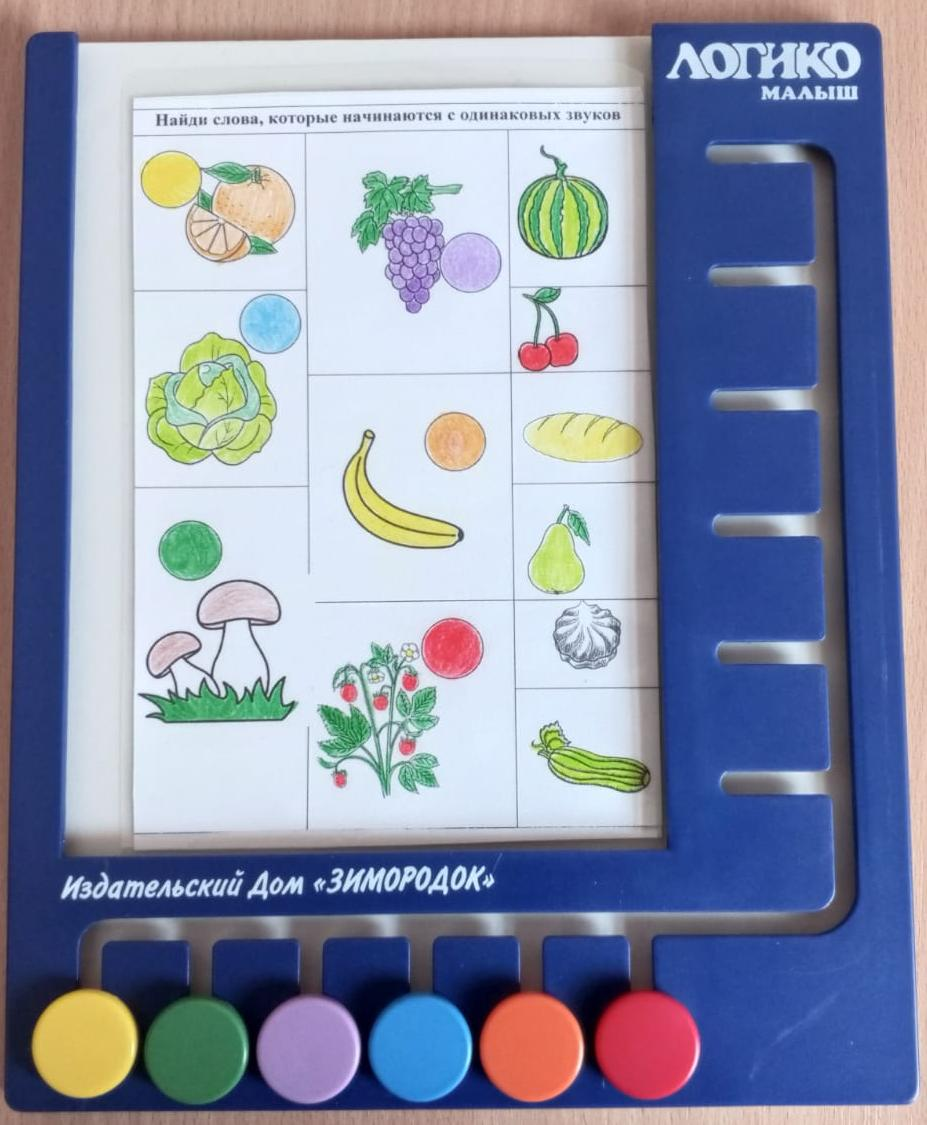 ЛОГИКО
МАЛЫШ
Найди слова, которые начинаются с одинаковых звуков
Издательский Дом «ЗИМОРОДОК»